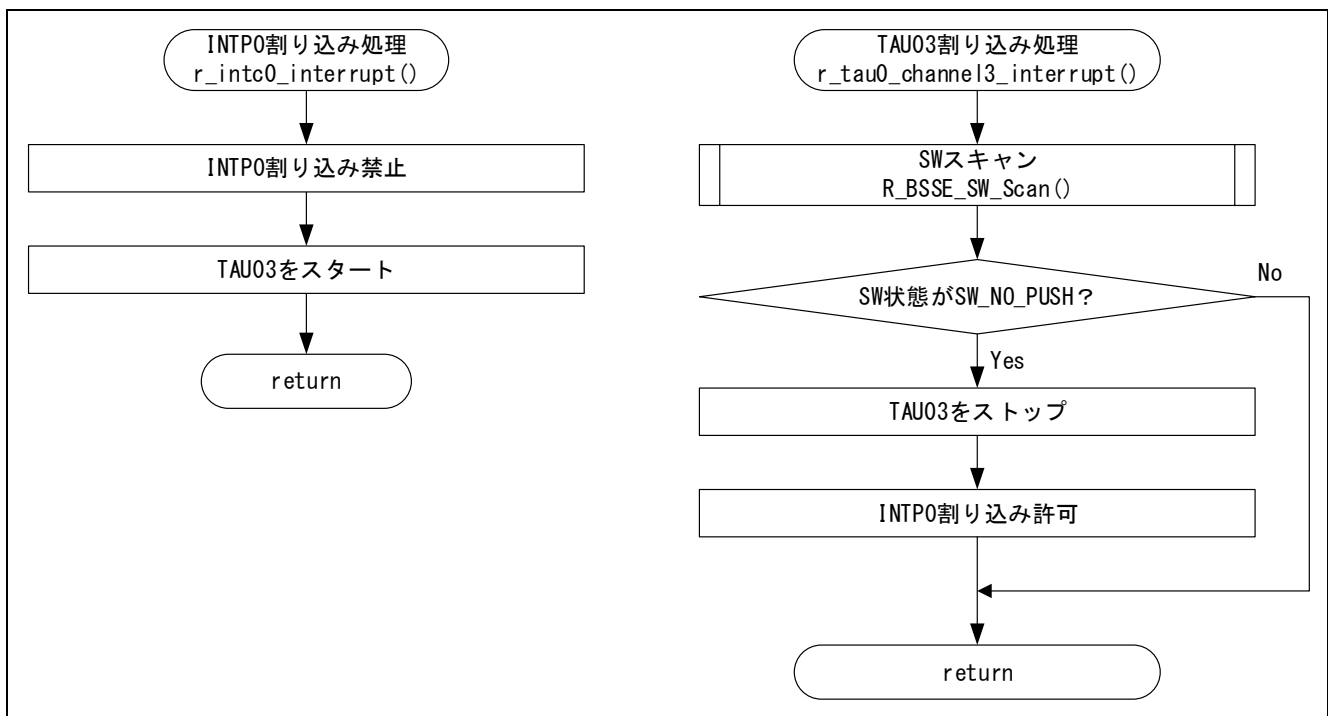 INTP0割り込み処理
r_intc0_interrupt()
INTP0割り込み禁止
TAU03をスタート
return
TAU03割り込み処理
r_tau0_channel3_interrupt()
SWスキャン
R_BSSE_SW_Scan()
SW状態がSW_NO_PUSH？
No
Yes
TAU03をストップ
INTP0割り込み許可
return